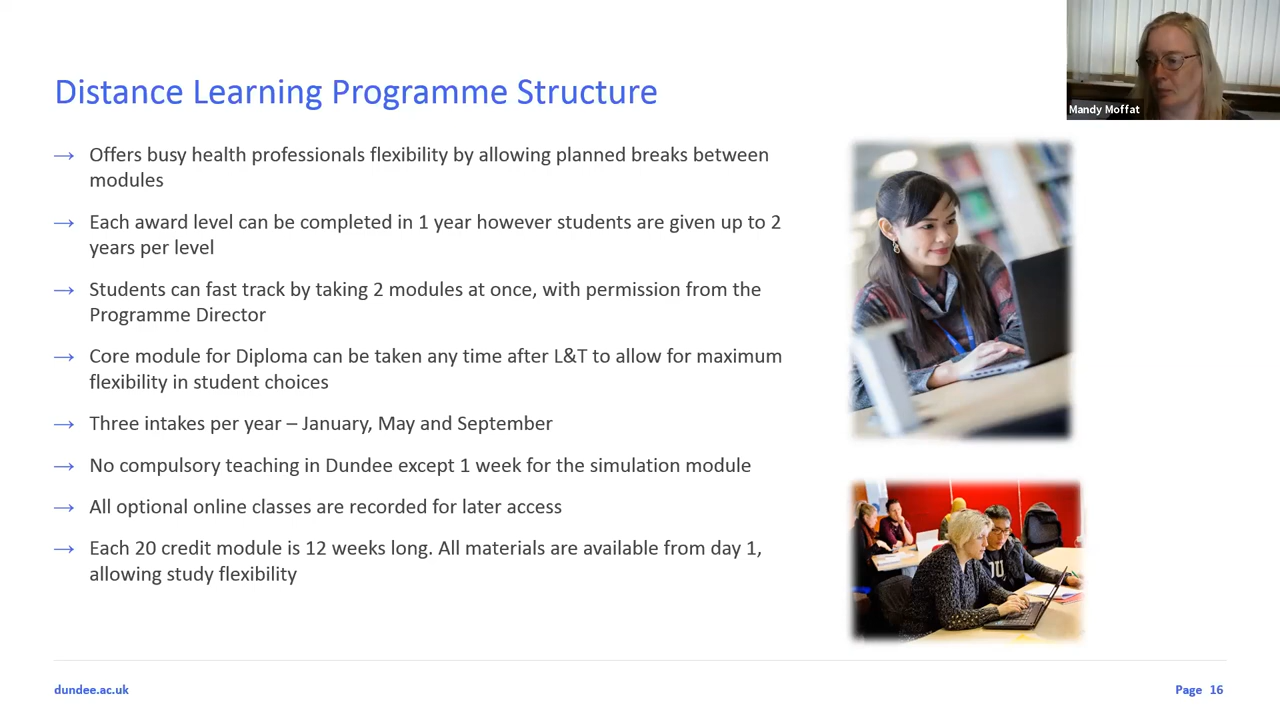 Mandy Moffat
Distance Learning Programme Structure
→ Offers busy health professionals flexibility by allowing planned breaks between
modules
→ Each award level can be completed in 1 year however students are given up to 2
years per level
→ Students can fast track by taking 2 modules at once, with permission from the
Programme Director
→ Core module for Diploma can be taken any time after L&T to allow for maximum
flexibility in student choices
→ Three intakes per year – January, May and September
→ No compulsory teaching in Dundee except 1 week for the simulation module
→ All optional online classes are recorded for later access
→ Each 20 credit module is 12 weeks long. All materials are available from day 1,
allowing study flexibility
dundee.ac.uk
Page 16